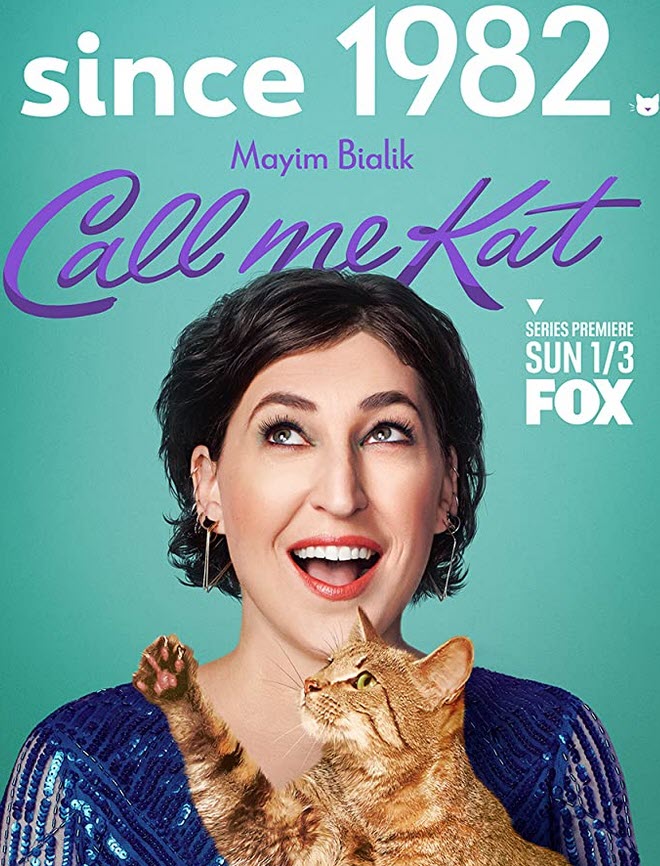 since 1982.
Mayim Bialik
Call me Kat
SERIES PREMIERE
SUN 1/3
FOX